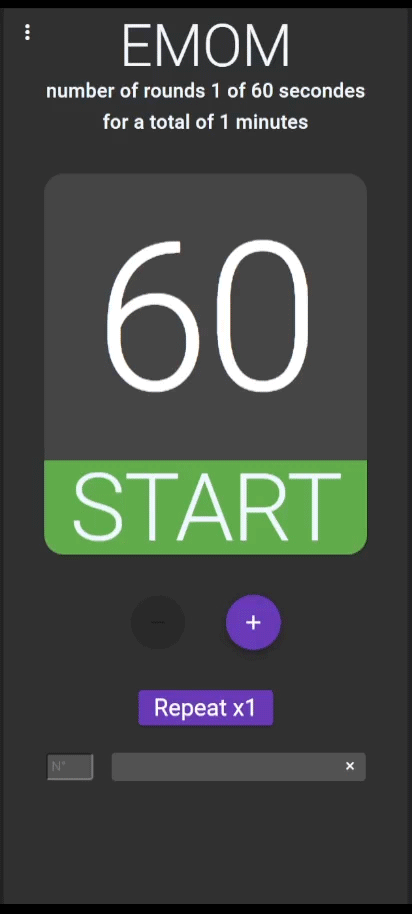 EMOM
number of rounds 1 of 60 secondes
for a total of 1 minutes
60
START
− +
Repeat x1
N° ×